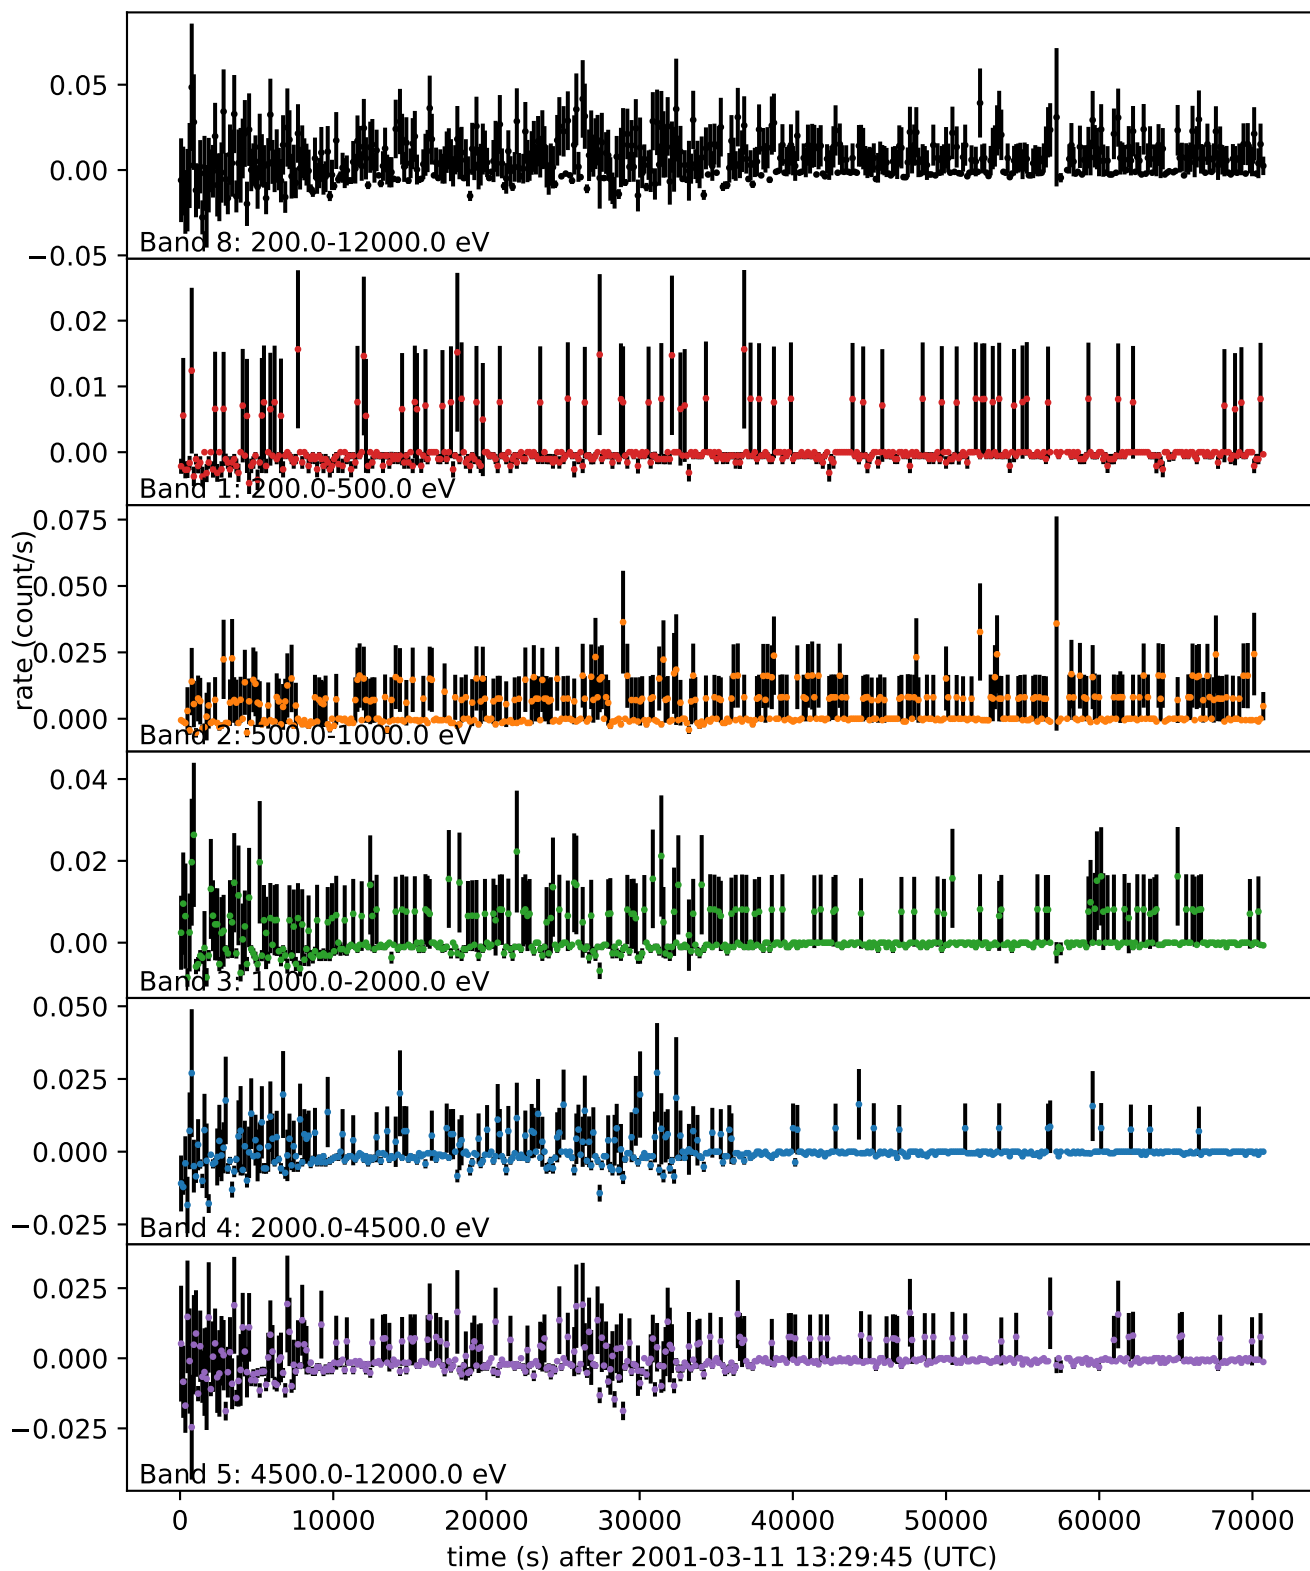 0.05
0.00
−0.05
Band 8: 200.0-12000.0 eV
0.02
0.01
0.00
Band 1: 200.0-500.0 eV
rate (count/s)
0.075
0.050
0.025
0.000
Band 2: 500.0-1000.0 eV
0.04
0.02
0.00
Band 3: 1000.0-2000.0 eV
0.050
0.025
0.000
−0.025
Band 4: 2000.0-4500.0 eV
0.025
0.000
−0.025
Band 5: 4500.0-12000.0 eV
0 10000 20000 30000 40000 50000 60000 70000
time (s) after 2001-03-11 13:29:45 (UTC)